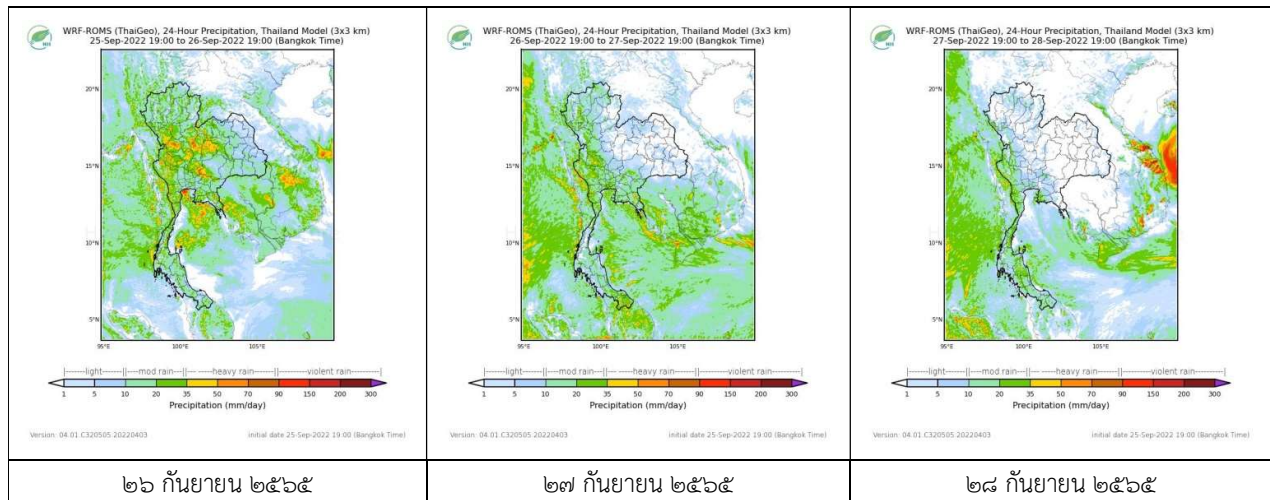 WRF-ROMS (ThaiGeo), 24-Hour Precipitation, Thailand Model (3x3 km)
25-Sep-2022 19:00 to 26-Sep-2022 19:00 (Bangkok Time)
20°N
15°N
10°N
5°N
95°E 100°E 105°E
|-------light--------||----mod rain---||--- -----heavy rain--------||---------violent rain---------|
1 5 10 20 35 50 70 90 150 200 300
Precipitation (mm/day)
Version: 04.01.C320505.20220403 initial date 25-Sep-2022 19:00 (Bangkok Time)
๒๖ กันยายน ๒๕๖๕
WRF-ROMS (ThaiGeo), 24-Hour Precipitation, Thailand Model (3x3 km)
26-Sep-2022 19:00 to 27-Sep-2022 19:00 (Bangkok Time)
20°N
15°N
10°N
5°N
95°E 100°E 105°E
|-------light--------||----mod rain---||--- -----heavy rain--------||---------violent rain---------|
1 5 10 20 35 50 70 90 150 200 300
Precipitation (mm/day)
Version: 04.01.C320505.20220403 initial date 25-Sep-2022 19:00 (Bangkok Time)
๒๗ กันยายน ๒๕๖๕
WRF-ROMS (ThaiGeo), 24-Hour Precipitation, Thailand Model (3x3 km)
27-Sep-2022 19:00 to 28-Sep-2022 19:00 (Bangkok Time)
20°N
15°N
10°N
5°N
95°E 100°E 105°E
|-------light--------||----mod rain---||--- -----heavy rain--------||---------violent rain---------|
1 5 10 20 35 50 70 90 150 200 300
Precipitation (mm/day)
Version: 04.01.C320505.20220403 initial date 25-Sep-2022 19:00 (Bangkok Time)
๒๘ กันยายน ๒๕๖๕